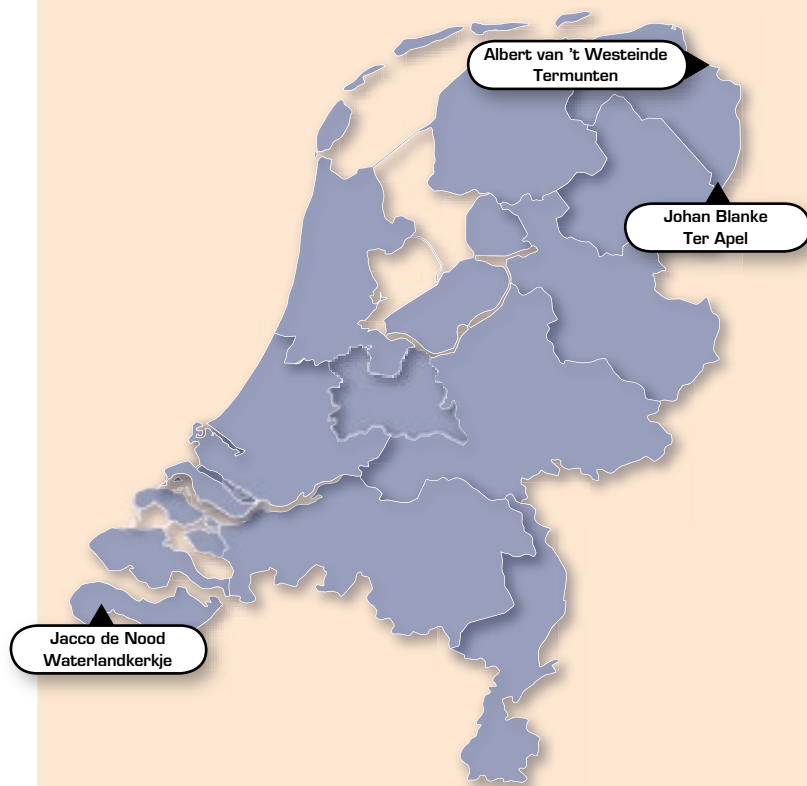 Albert van 't Westeinde
Termunten
Johan Blanke
Ter Apel
Jacco de Nood
Waterlandkerkje